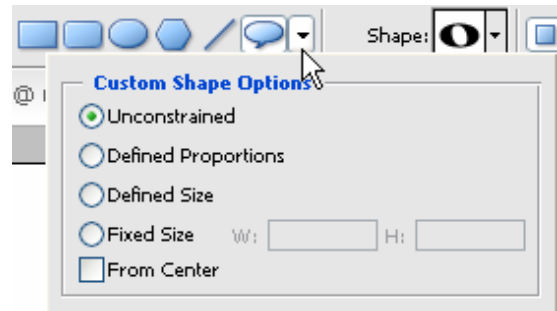 Shape:
@
Custom Shape Options
Unconstrained
Defined Proportions
Defined Size
Fixed Size W: H:
From Center